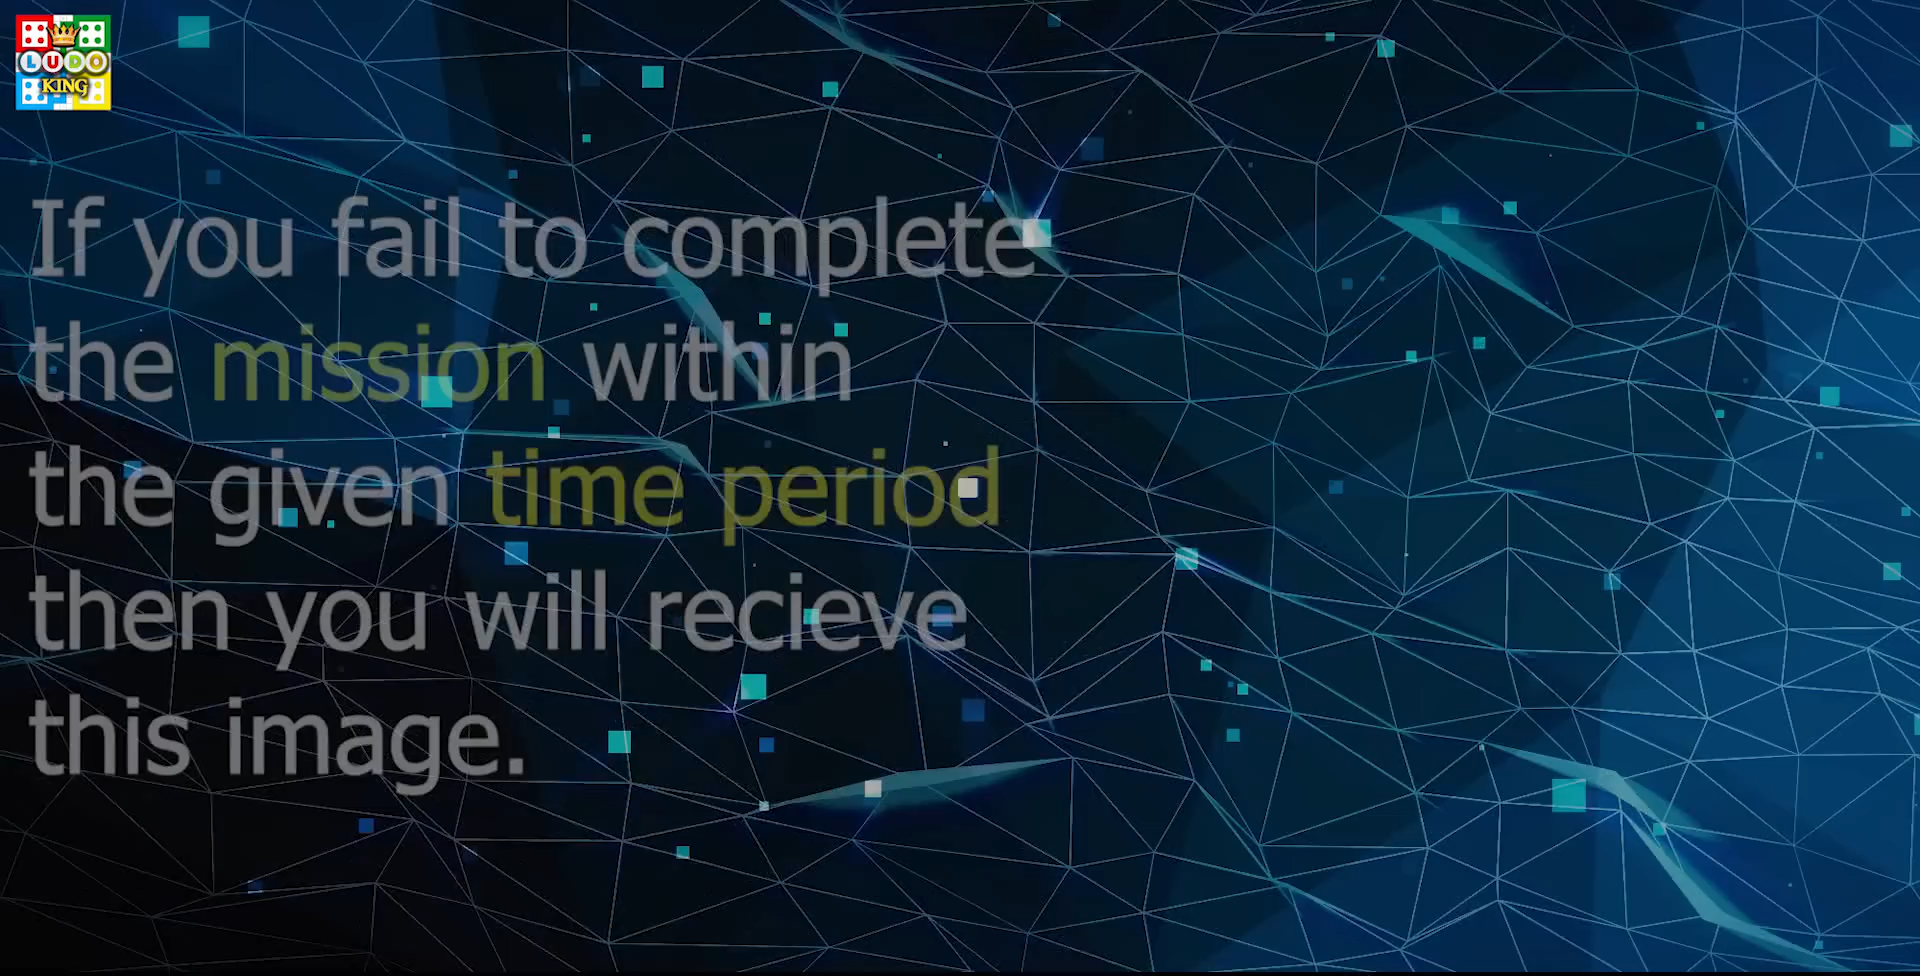 LUDO
KING
If you fail to complete
the mission within
the given time period
then you will recieve
this image.